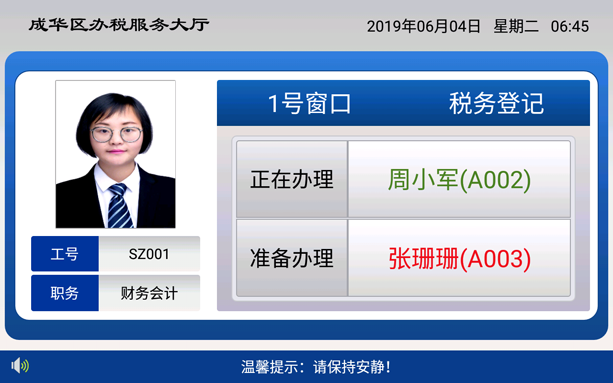 成华区办税服务大厅 2019年06月04日 星期二 06:45
1号窗口 税务登记
正在办理 周小军(A002)
准备办理 张珊珊(A003)
工号 SZ001
职务 财务会计
温馨提示：请保持安静！